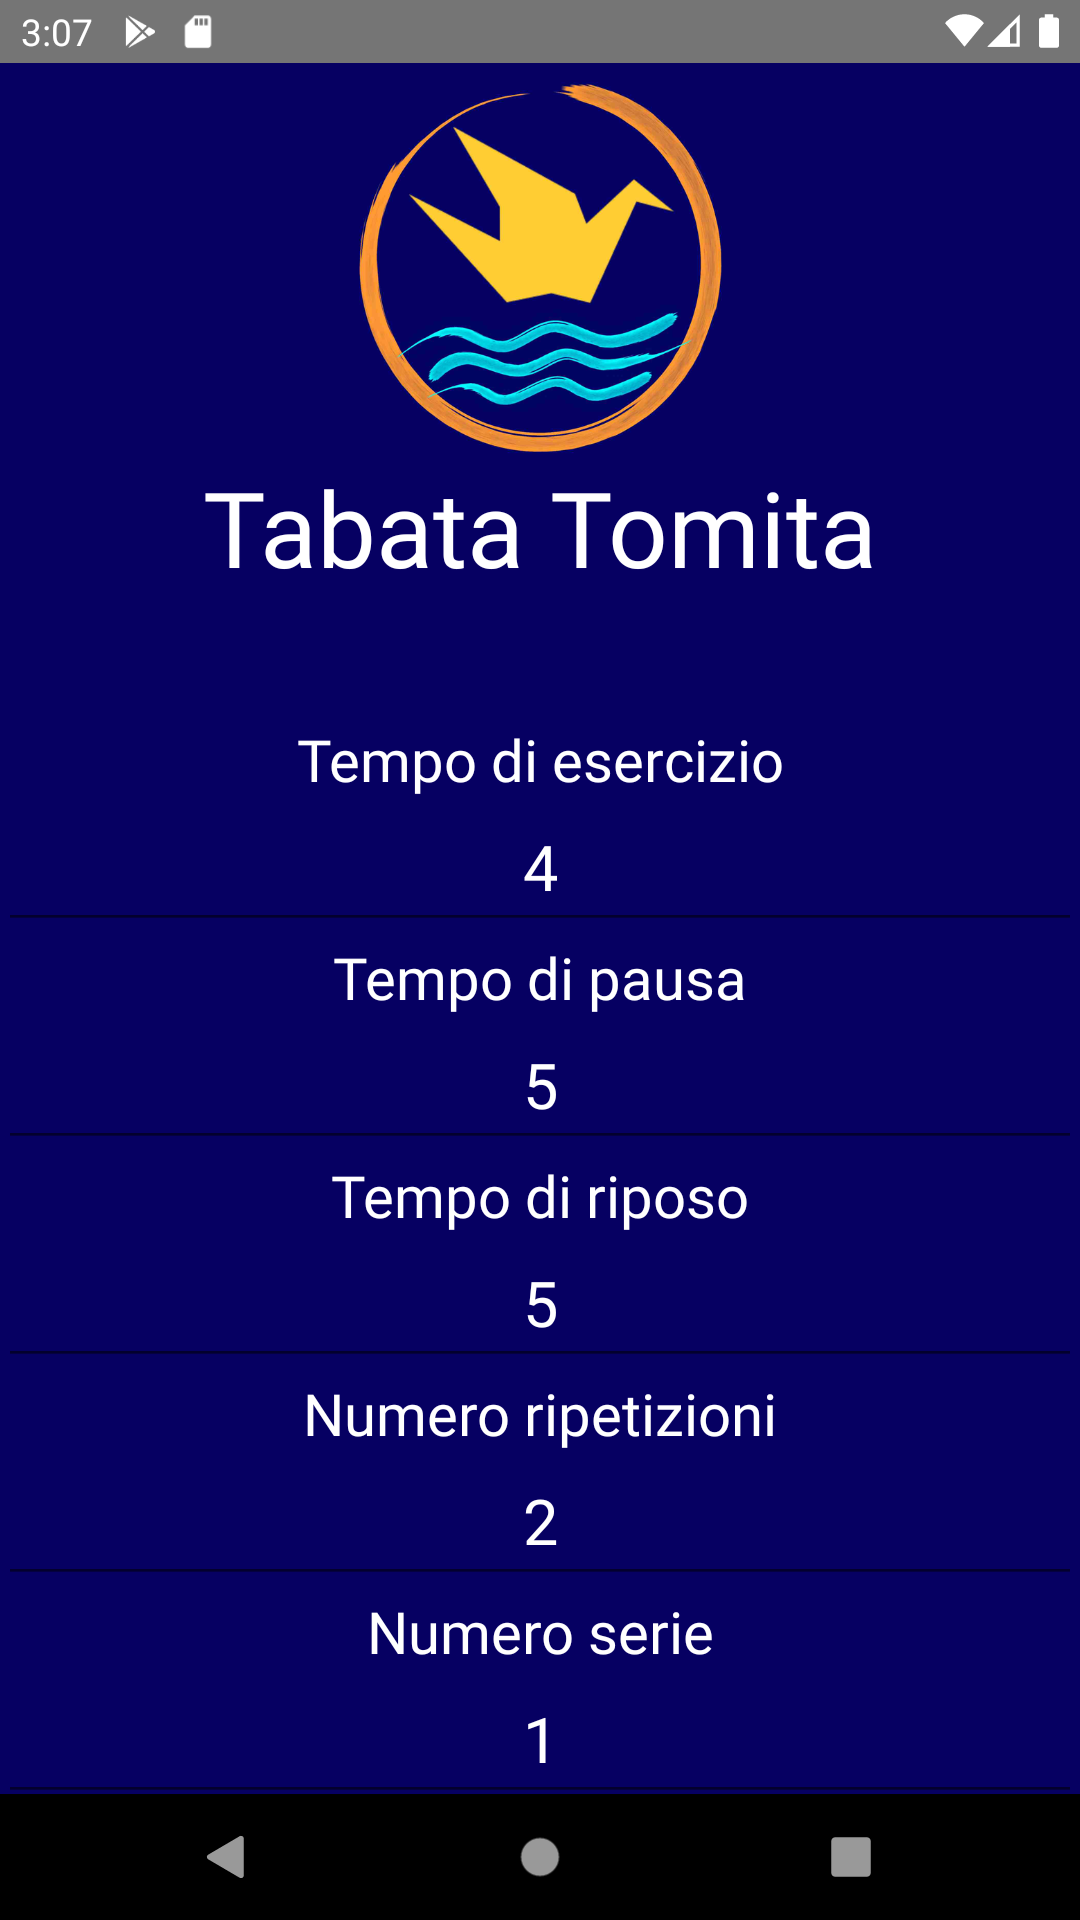 3:07
Tabata Tomita
Tempo di esercizio
4
Tempo di pausa
5
Tempo di riposo
5
Numero ripetizioni
2
Numero serie
1